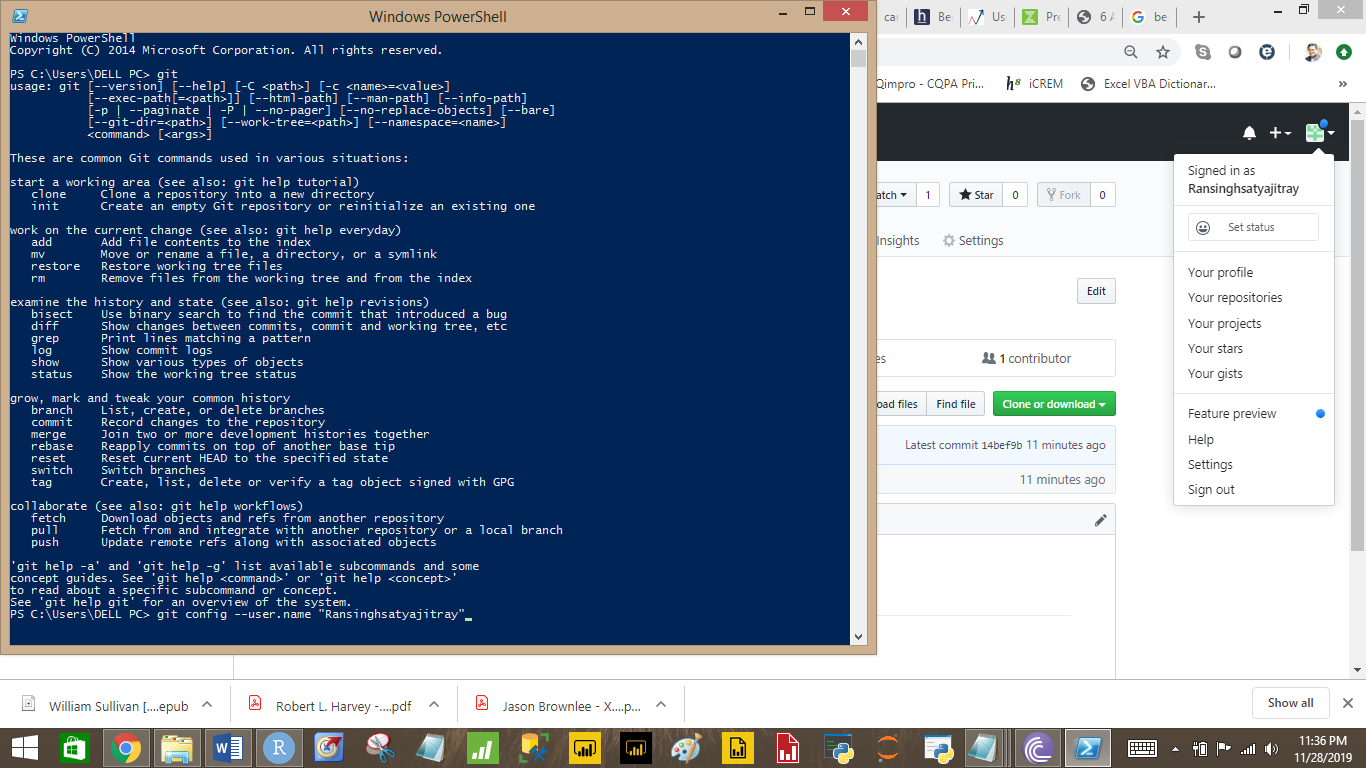 Windows PowerShell
Windows PowerShell
Copyright (C) 2014 Microsoft Corporation. All rights reserved.
PS C:\Users\DELL PC> git
usage: git [--version] [--help] [-C <path>] [-c <name>=<value>]
[--exec-path[=<path>]] [--html-path] [--man-path] [--info-path]
[-p | --paginate | -P | --no-pager] [--no-replace-objects] [--bare]
[--git-dir=<path>] [--work-tree=<path>] [--namespace=<name>]
<command> [<args>]
These are common Git commands used in various situations:
start a working area (see also: git help tutorial)
clone Clone a repository into a new directory
init Create an empty Git repository or reinitialize an existing one
work on the current change (see also: git help everyday)
add Add file contents to the index
mv Move or rename a file, a directory, or a symlink
restore Restore working tree files
rm Remove files from the working tree and from the index
examine the history and state (see also: git help revisions)
bisect Use binary search to find the commit that introduced a bug
diff Show changes between commits, commit and working tree, etc
grep Print lines matching a pattern
log Show commit logs
show Show various types of objects
status Show the working tree status
grow, mark and tweak your common history
branch List, create, or delete branches
commit Record changes to the repository
merge Join two or more development histories together
rebase Reapply commits on top of another base tip
reset Reset current HEAD to the specified state
switch Switch branches
tag Create, list, delete or verify a tag object signed with GPG
collaborate (see also: git help workflows)
fetch Download objects and refs from another repository
pull Fetch from and integrate with another repository or a local branch
push Update remote refs along with associated objects
'git help -a' and 'git help -g' list available subcommands and some
concept guides. See 'git help <command>' or 'git help <concept>'
to read about a specific subcommand or concept.
See 'git help git' for an overview of the system.
PS C:\Users\DELL PC> git config --user.name "Ransinghsatyajitray"
car Be Us Pre 6 A be
Qimpro - CQPA Pri... iCREM Excel VBA Dictionar... »
Signed in as
Ransinghsatyajitray
Set status
Your profile
Your repositories
Your projects
Your stars
Your gists
Feature preview
Help
Settings
Sign out
atch 1 Star 0 Fork 0
Insights Settings
Edit
es 1 contributor
oad files Find file Clone or download
Latest commit 14bef9b 11 minutes ago
11 minutes ago
William Sullivan [....epub Robert L. Harvey -....pdf Jason Brownlee - X....p... Show all
11:36 PM
11/28/2019